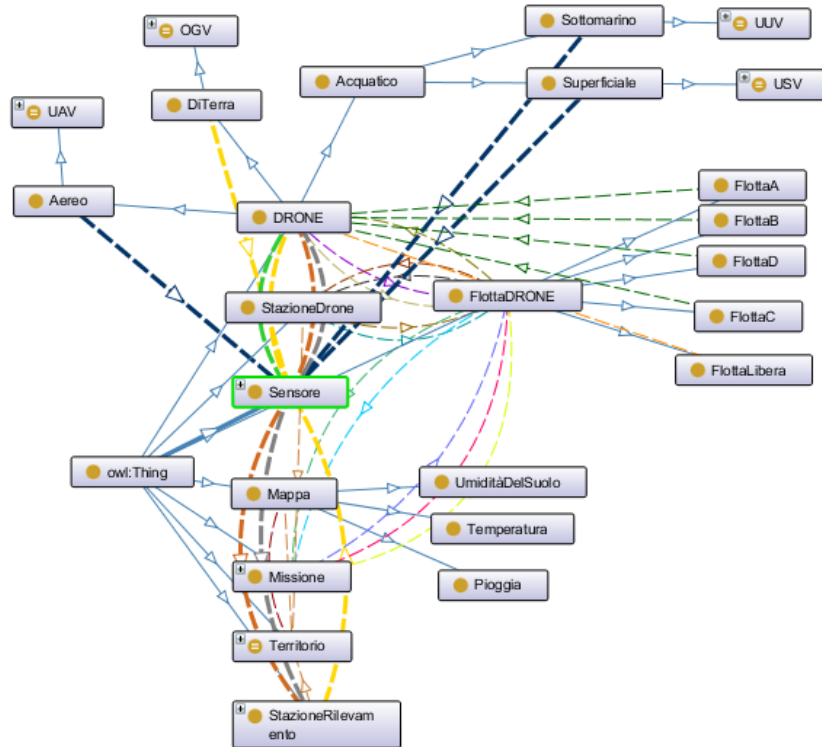 Sottomarino
UUV
OGV
Acquatico
Superficiale
USV
DiTerra
UAV
Aereo
DRONE
FlottaA
FlottaB
FlottaD
StazioneDrone
FlottaDRONE
FlottaC
FlottaLibera
Sensore
owl:Thing
Mappa
UmiditàDelSuolo
Temperatura
Missione
Pioggia
Territorio
StazioneRilevam
ento